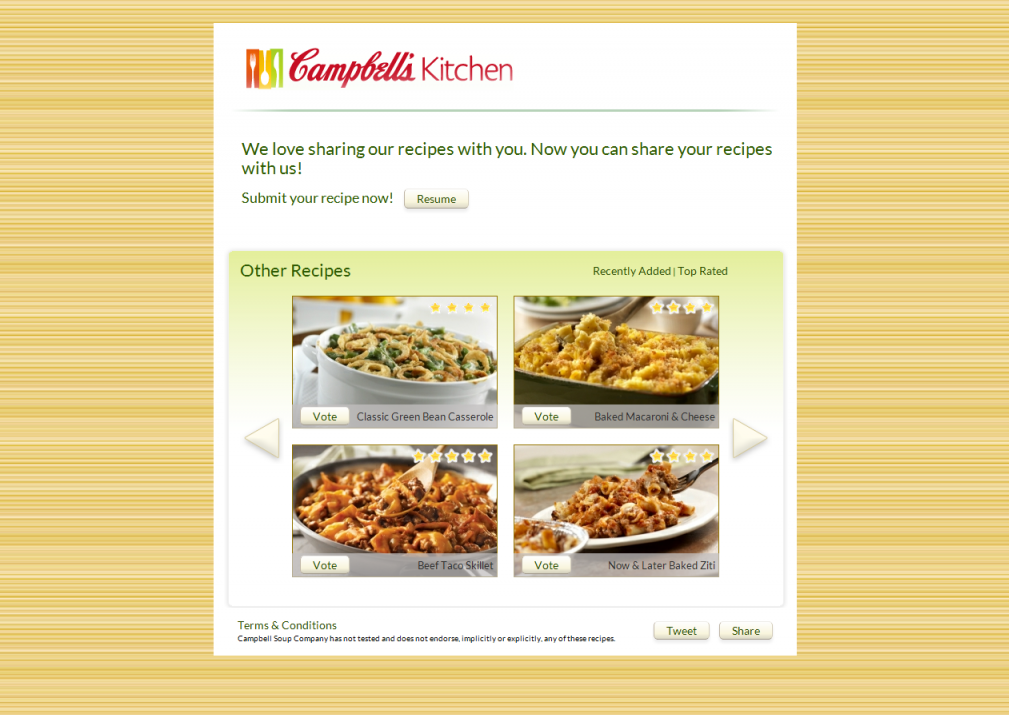 Campbell's Kitchen
We love sharing our recipes with you. Now you can share your recipes
with us!
Submit your recipe now! Resume
Other Recipes
Recently Added | Top Rated
Vote Classic Green Bean Casserole
Vote Baked Macaroni & Cheese
Vote Beef Taco Skillet
Vote Now & Later Baked Ziti
Terms & Conditions
Campbell Soup Company has not tested and does not endorse, implicitly or explicitly, any of these recipes.
Tweet Share